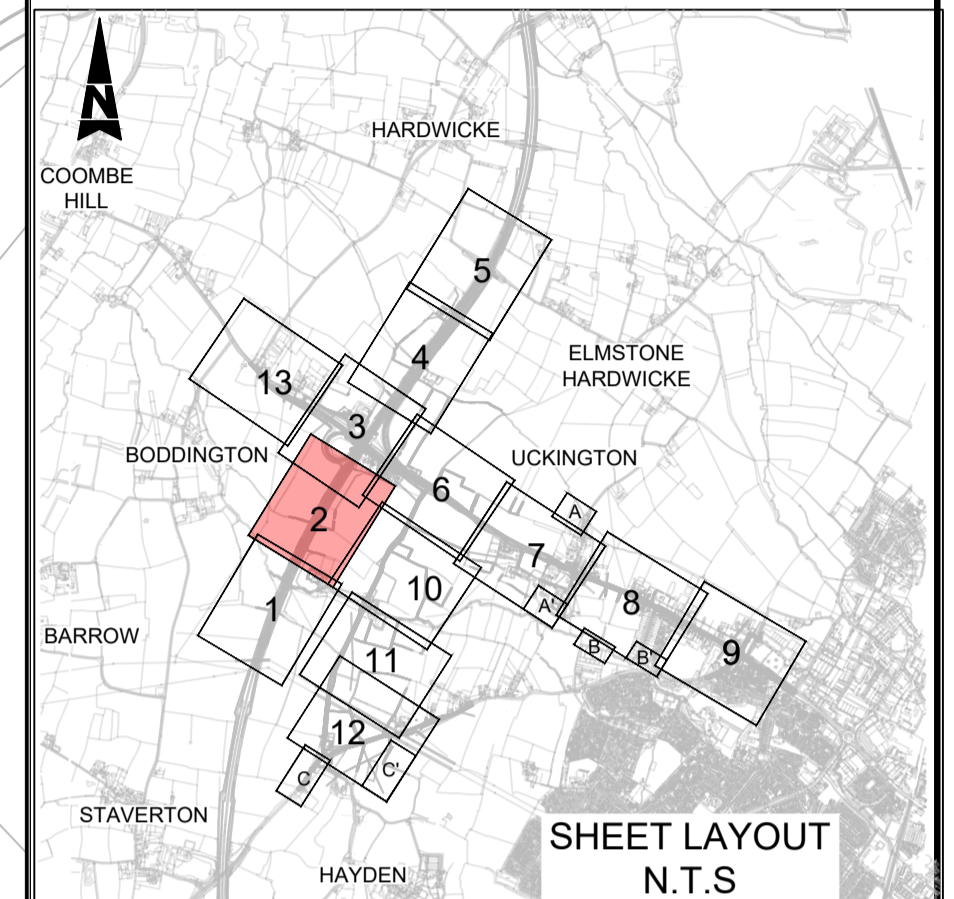 N
HARDWICKE
COOMBE
HILL
5
ELMSTONE
HARDWICKE
4
13
3
BODDINGTON
UCKINGTON
6
A
2
7
10
A'
8
1
BARROW
B
B'
9
11
12
C
C'
STAVERTON
HAYDEN
SHEET LAYOUT
N.T.S